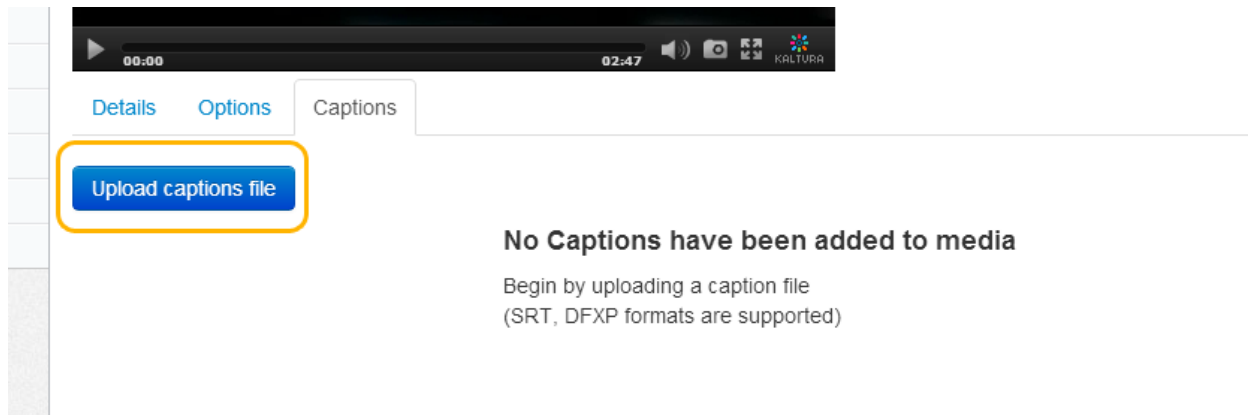 00:00 02:47 KALTURA
Details Options Captions
Upload captions file
No Captions have been added to media
Begin by uploading a caption file
(SRT, DFXP formats are supported)